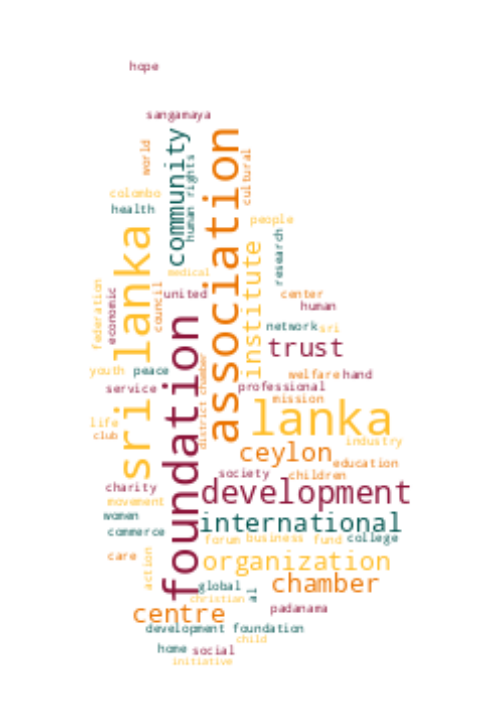 hope
sangamaya
world
community
human rights
association
cultural
colombo
health
people
sri lanka
medical
institute
research
federation
economic
council
united
center
human
foundation
network
sri
trust
youth
peace
district chamber
welfare
hand
service
professional
mission
lanka
life
club
industry
ceylon
education
society
children
charity
development
movement
women
international
commerce
forum
business
fund
college
care
action
organization
global
chamber
al
christian
padanama
centre
development foundation
child
home
social
initiative